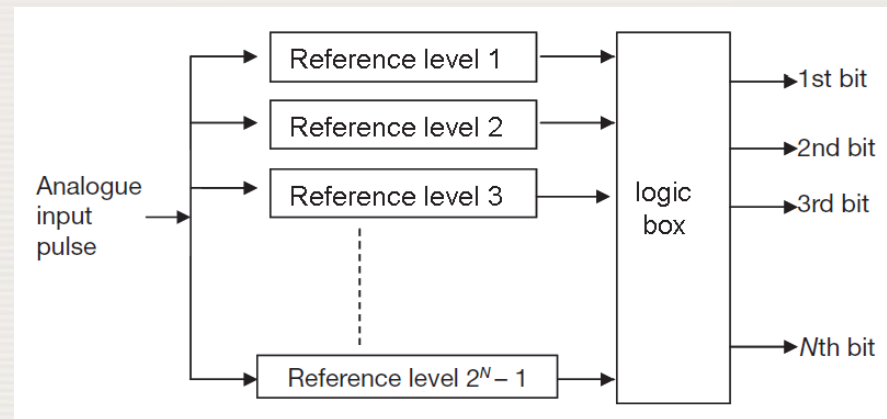 Analogue
input
pulse
Reference level 1
Reference level 2
Reference level 3
Reference level 2ᴺ – 1
logic
box
1st bit
2nd bit
3rd bit
Nth bit